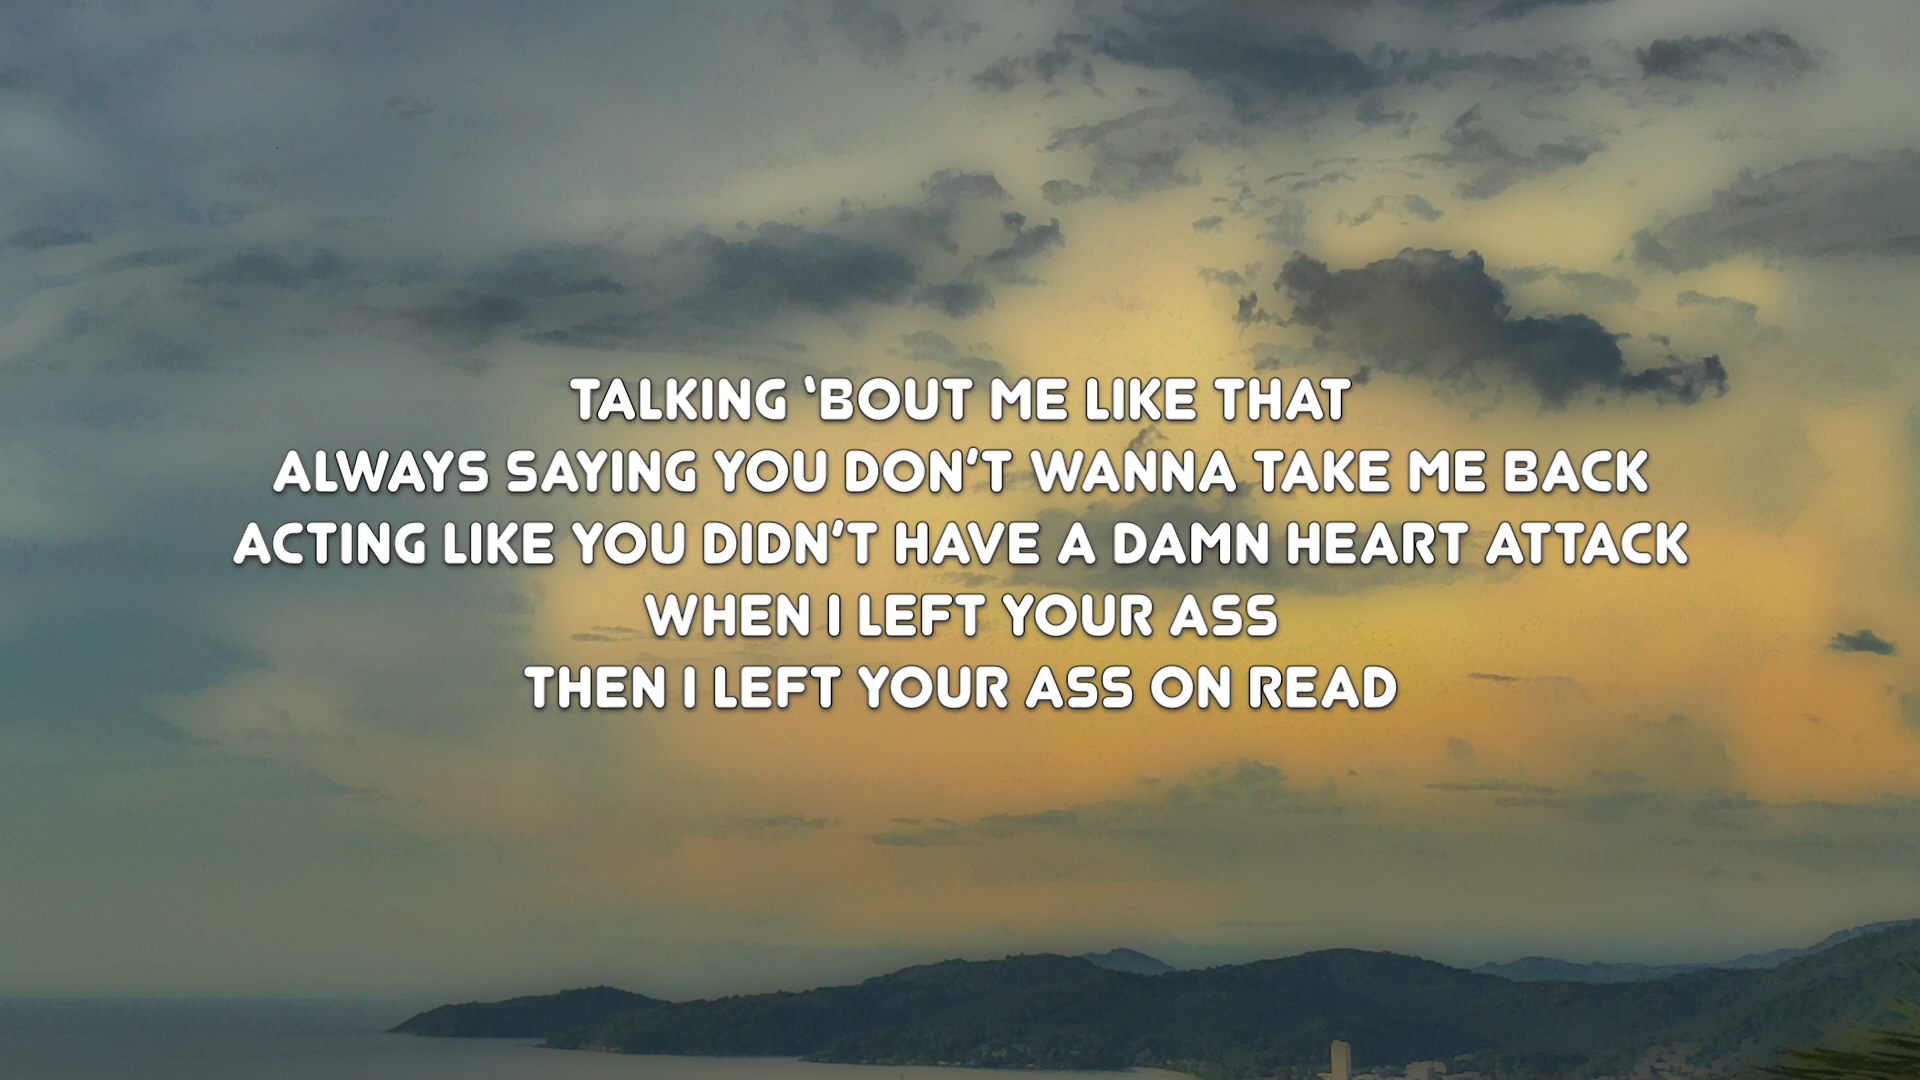 TALKING ‘BOUT ME LIKE THAT
ALWAYS SAYING YOU DON’T WANNA TAKE ME BACK
ACTING LIKE YOU DIDN’T HAVE A DAMN HEART ATTACK
WHEN I LEFT YOUR ASS
THEN I LEFT YOUR ASS ON READ